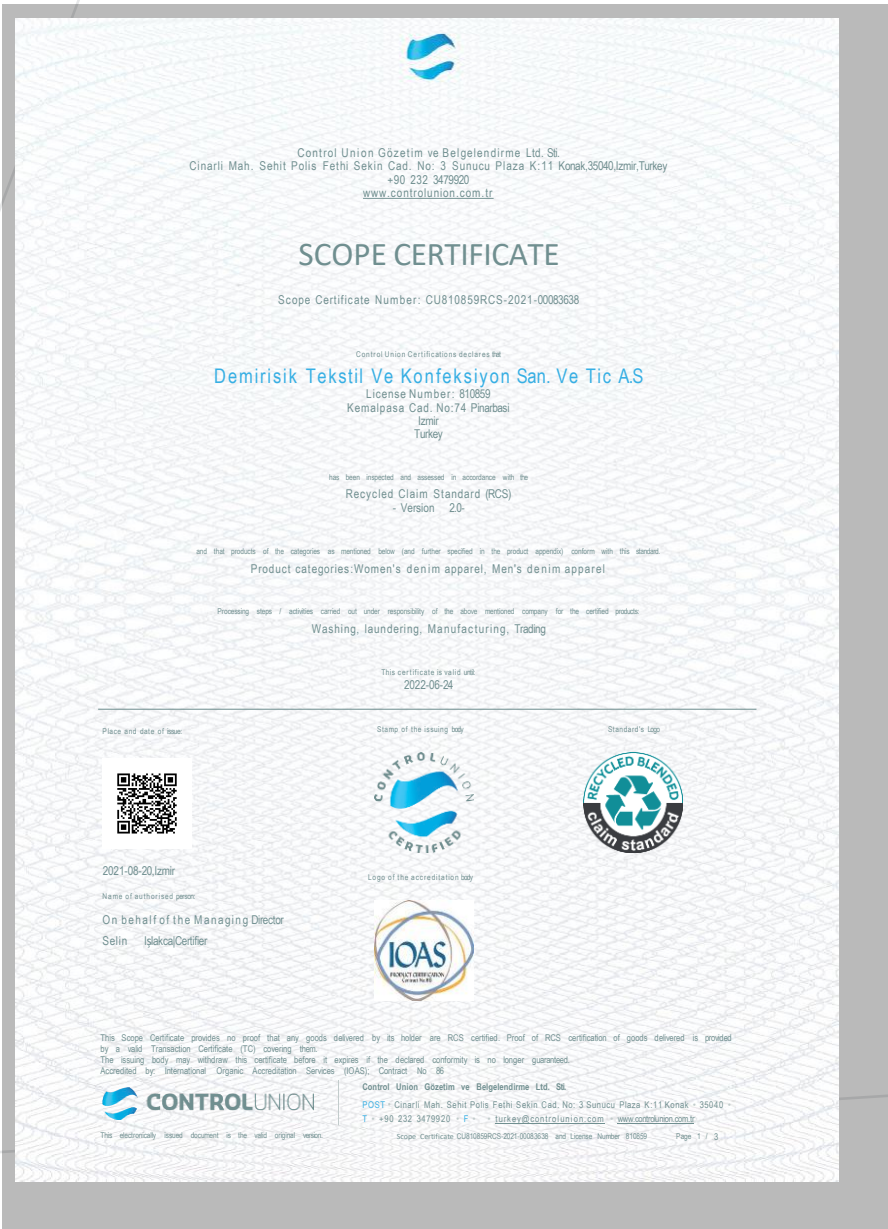 Control Union Gözetim ve Belgelendirme Ltd. Sti.
Cinarli Mah. Sehit Polis Fethi Sekin Cad. No: 3 Sunucu Plaza K:11 Konak,35040,Izmir,Turkey
+90 232 3479920
www.controlunion.com.tr
SCOPE CERTIFICATE
Scope Certificate Number: CU810859RCS-2021-00083638
Control Union Certifications declares that
Demirisik Tekstil Ve Konfeksiyon San. Ve Tic A.S
License Number: 810859
Kemalpasa Cad. No:74 Pinarbasi
Izmir
Turkey
has been inspected and assessed in accordance with the
Recycled Claim Standard (RCS)
- Version 2.0-
and that products of the categories as mentioned below (and further specified in the product appendix) conform with this standard.
Product categories:Women's denim apparel, Men's denim apparel
Processing steps / activities carried out under responsibility of the above mentioned company for the certified products
Washing, laundering, Manufacturing, Trading
This certificate is valid until:
2022-06-24
Place and date of issue:
Stamp of the issuing body
Standard's Logo
CONTROLUNION
CERTIFIED
RECYCLED BLENDED
claim standard
2021-08-20,Izmir
Logo of the accreditation body
Name of authorised person:
On behalf of the Managing Director
Selin Işlakca|Certifier
IOAS
PRODUCT CERTIFICATION
Contract No 86
This Scope Certificate provides no proof that any goods delivered by its holder are RCS certified. Proof of RCS certification of goods delivered is provided
by a valid Transaction Certificate (TC) covering them.
The issuing body may withdraw this certificate before it expires if the declared conformity is no longer guaranteed.
Accredited by: International Organic Accreditation Services (IOAS), Contract No 86
CONTROLUNION
Control Union Gözetim ve Belgelendirme Ltd. Sti.
POST - Cinarli Mah. Sehit Polis Fethi Sekin Cad. No: 3 Sunucu Plaza K:11 Konak - 35040 -
T - +90 232 3479920 - F - - turkey@controlunion.com - www.controlunion.com.tr
This electronically issued document is the valid original version.
Scope Certificate CU810859RCS-2021-00083638 and License Number 810859 Page 1 / 3